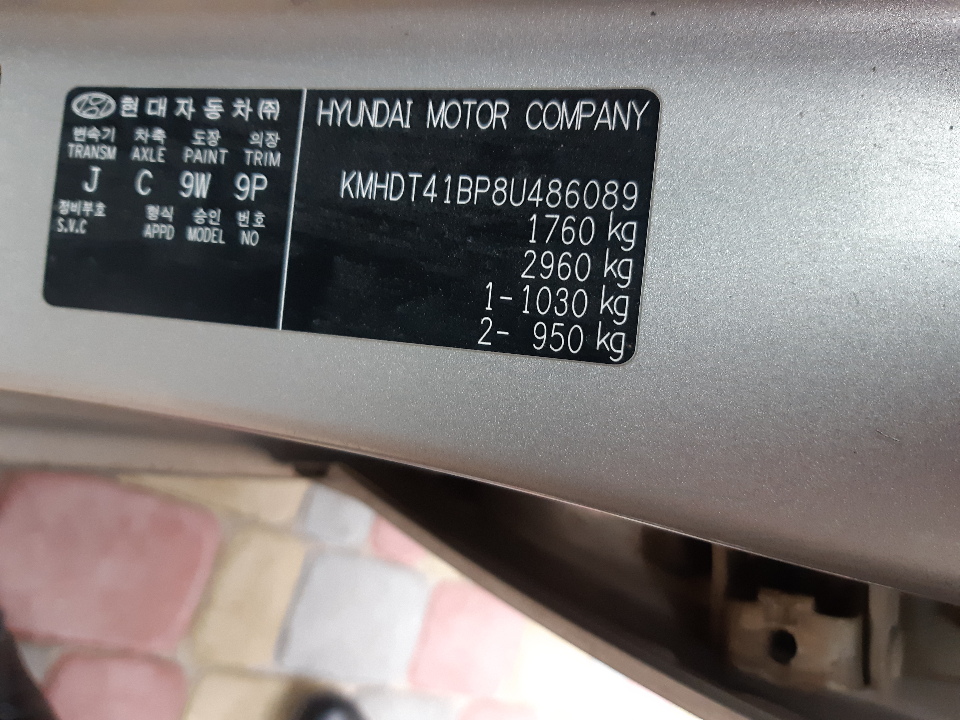 현대자동차㈜
변속기 차축 도장 의장
TRANSM AXLE PAINT TRIM
J C 9W 9P
정비부호 형식 승인 번호
S.V.C APPD MODEL NO
HYUNDAI MOTOR COMPANY
KMHDT41BP8U486089
1760 kg
2960 kg
1- 1030 kg
2- 950 kg